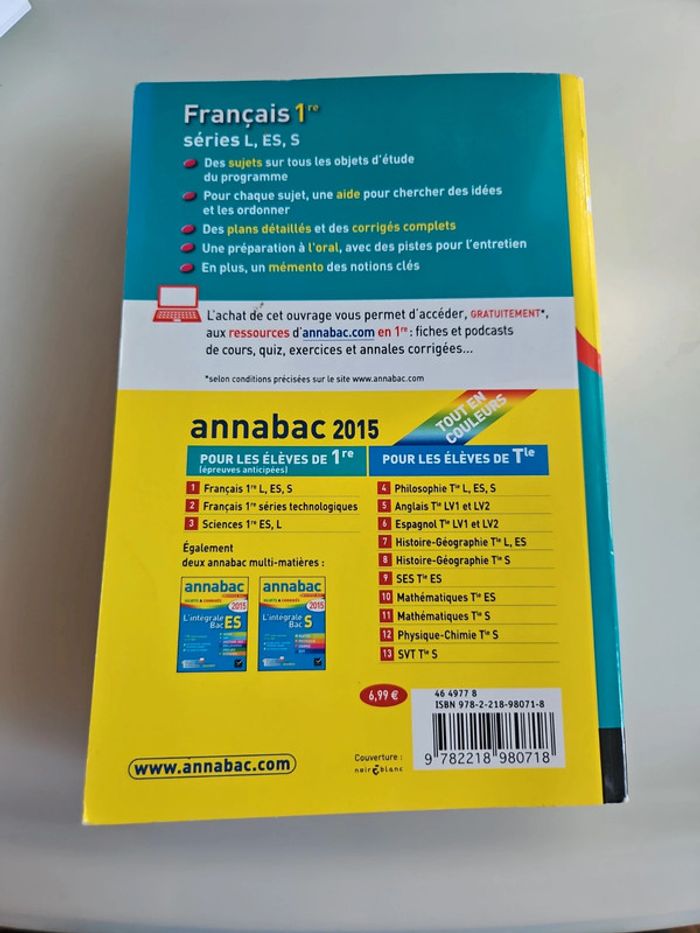 Français 1re
séries L, ES, S
Des sujets sur tous les objets d'étude
du programme
Pour chaque sujet, une aide pour chercher des idées
et les ordonner
Des plans détaillés et des corrigés complets
Une préparation à l'oral, avec des pistes pour l'entretien
En plus, un mémento des notions clés
L'achat de cet ouvrage vous permet d'accéder, GRATUITEMENT*,
aux ressources d'annabac.com en 1re : fiches et podcasts
de cours, quiz, exercices et annales corrigées...
*selon conditions précisées sur le site www.annabac.com
annabac 2015
TOUT EN
COULEURS
POUR LES ÉLÈVES DE 1re
(épreuves anticipées)
1 Français 1re L, ES, S
2 Français 1re séries technologiques
3 Sciences 1re ES, L
Également
deux annabac multi-matières :
annabac
SUJETS & CORRIGÉS
2015
L'intégrale
Bac ES
annabac
SUJETS & CORRIGÉS
2015
L'intégrale
Bac S
POUR LES ÉLÈVES DE Tle
4 Philosophie Tle L, ES, S
5 Anglais Tle LV1 et LV2
6 Espagnol Tle LV1 et LV2
7 Histoire-Géographie Tle L, ES
8 Histoire-Géographie Tle S
9 SES Tle ES
10 Mathématiques Tle ES
11 Mathématiques Tle S
12 Physique-Chimie Tle S
13 SVT Tle S
6,99 €
46 4977 8
ISBN 978-2-218-98071-8
9 782218 980718
www.annabac.com
Couverture :
noir blanc